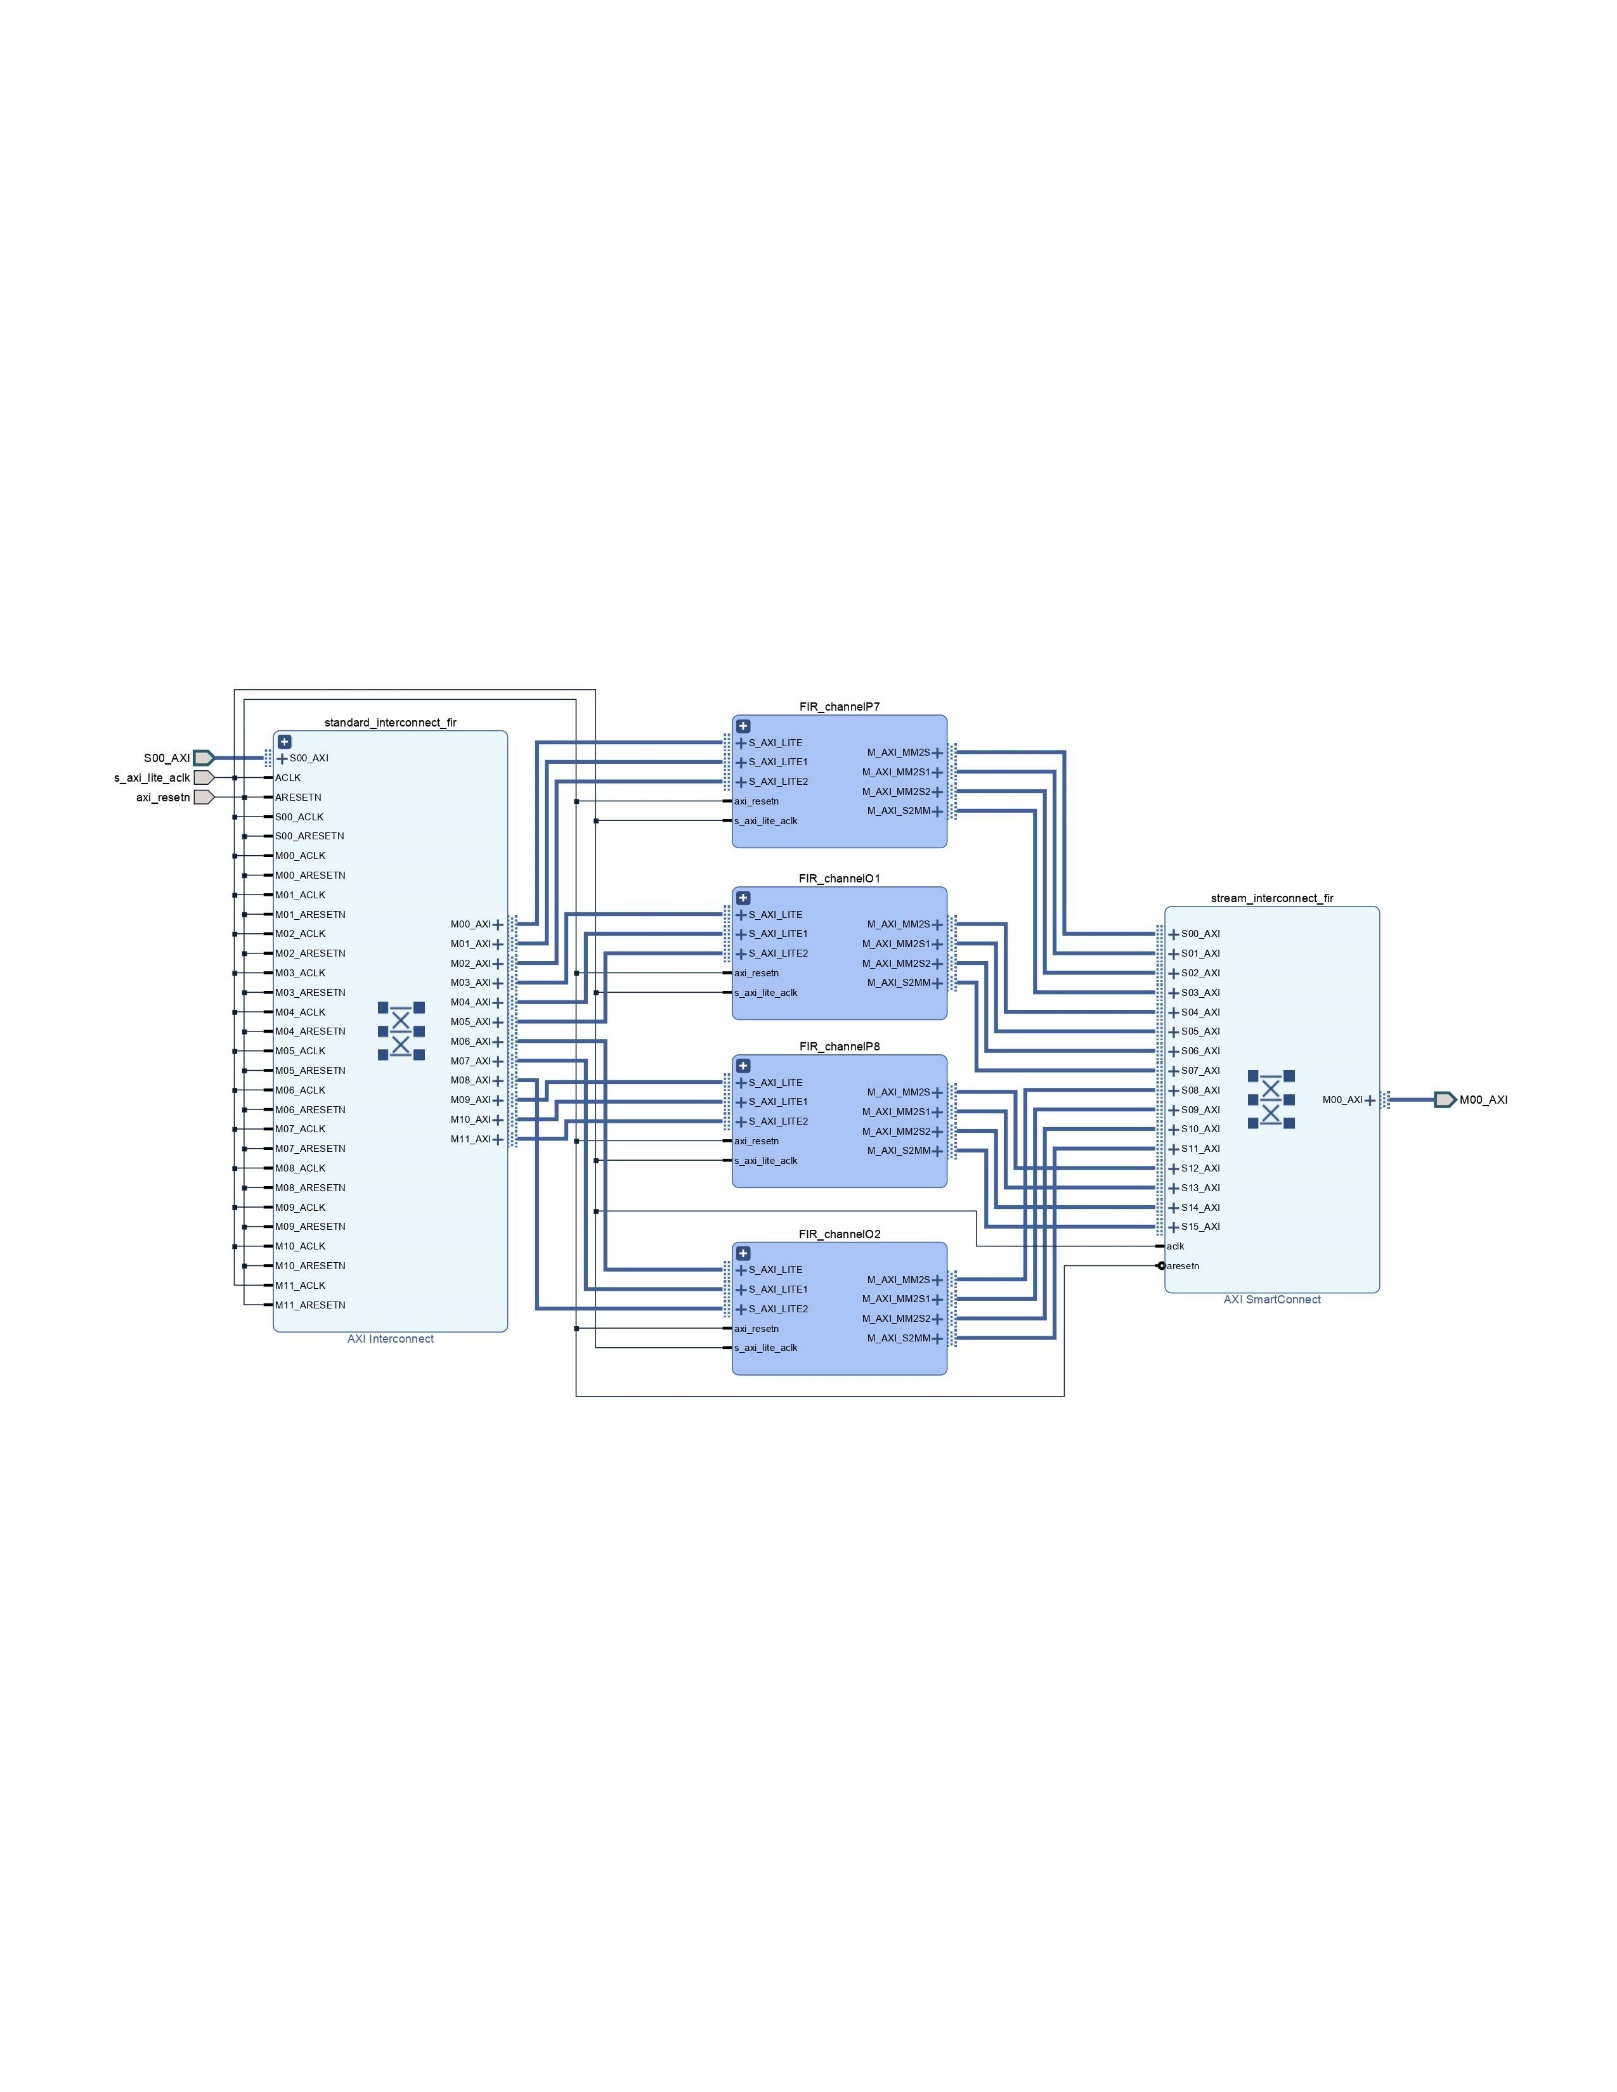 S00_AXI
s_axi_lite_aclk
axi_resetn
standard_interconnect_fir
S00_AXI
ACLK
ARESETN
S00_ACLK
S00_ARESETN
M00_ACLK
M00_ARESETN
M01_ACLK
M01_ARESETN
M02_ACLK
M02_ARESETN
M03_ACLK
M03_ARESETN
M04_ACLK
M04_ARESETN
M05_ACLK
M05_ARESETN
M06_ACLK
M06_ARESETN
M07_ACLK
M07_ARESETN
M08_ACLK
M08_ARESETN
M09_ACLK
M09_ARESETN
M10_ACLK
M10_ARESETN
M11_ACLK
M11_ARESETN
M00_AXI
M01_AXI
M02_AXI
M03_AXI
M04_AXI
M05_AXI
M06_AXI
M07_AXI
M08_AXI
M09_AXI
M10_AXI
M11_AXI
AXI Interconnect
FIR_channelP7
S_AXI_LITE
S_AXI_LITE1
S_AXI_LITE2
axi_resetn
s_axi_lite_aclk
M_AXI_MM2S
M_AXI_MM2S1
M_AXI_MM2S2
M_AXI_S2MM
FIR_channelO1
S_AXI_LITE
S_AXI_LITE1
S_AXI_LITE2
axi_resetn
s_axi_lite_aclk
M_AXI_MM2S
M_AXI_MM2S1
M_AXI_MM2S2
M_AXI_S2MM
FIR_channelP8
S_AXI_LITE
S_AXI_LITE1
S_AXI_LITE2
axi_resetn
s_axi_lite_aclk
M_AXI_MM2S
M_AXI_MM2S1
M_AXI_MM2S2
M_AXI_S2MM
FIR_channelO2
S_AXI_LITE
S_AXI_LITE1
S_AXI_LITE2
axi_resetn
s_axi_lite_aclk
M_AXI_MM2S
M_AXI_MM2S1
M_AXI_MM2S2
M_AXI_S2MM
stream_interconnect_fir
S00_AXI
S01_AXI
S02_AXI
S03_AXI
S04_AXI
S05_AXI
S06_AXI
S07_AXI
S08_AXI
S09_AXI
S10_AXI
S11_AXI
S12_AXI
S13_AXI
S14_AXI
S15_AXI
aclk
aresetn
M00_AXI
AXI SmartConnect
M00_AXI